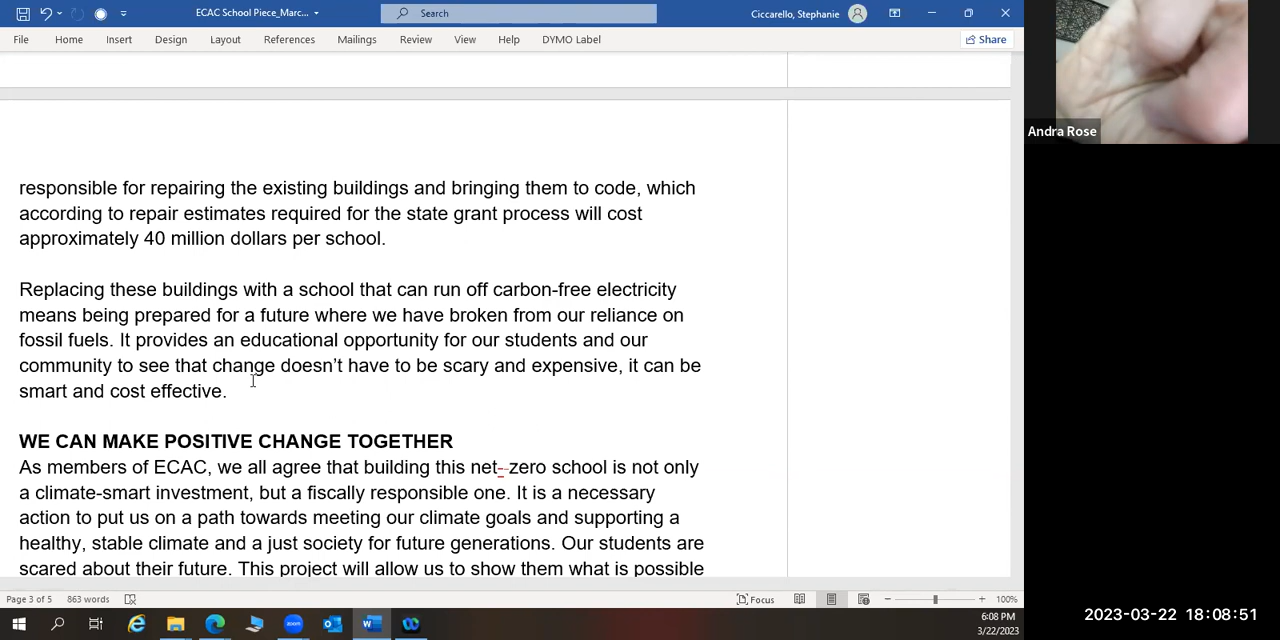 ECAC School Piece_Marc...
Search
Ciccarello, Stephanie
File Home Insert Design Layout References Mailings Review View Help DYMO Label
Share
Andra Rose
responsible for repairing the existing buildings and bringing them to code, which
according to repair estimates required for the state grant process will cost
approximately 40 million dollars per school.
Replacing these buildings with a school that can run off carbon-free electricity
means being prepared for a future where we have broken from our reliance on
fossil fuels. It provides an educational opportunity for our students and our
community to see that change doesn’t have to be scary and expensive, it can be
smart and cost effective.
WE CAN MAKE POSITIVE CHANGE TOGETHER
As members of ECAC, we all agree that building this net--zero school is not only
a climate-smart investment, but a fiscally responsible one. It is a necessary
action to put us on a path towards meeting our climate goals and supporting a
healthy, stable climate and a just society for future generations. Our students are
scared about their future. This project will allow us to show them what is possible
Page 3 of 5 863 words
Focus
100%
6:08 PM
3/22/2023
2023-03-22 18:08:51